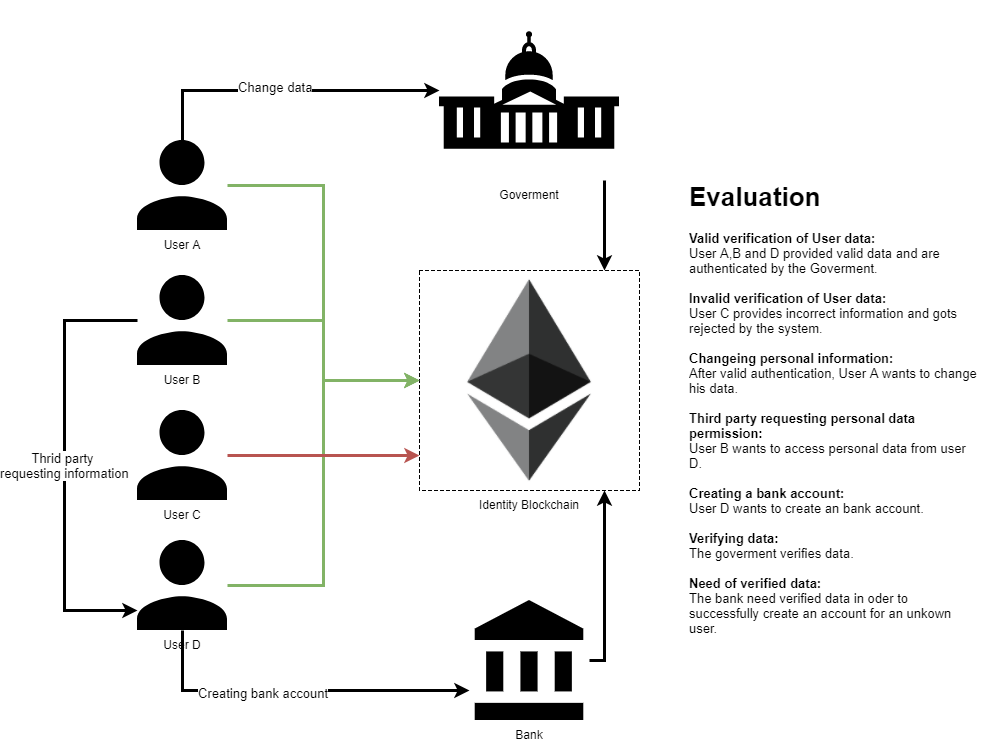 Change data
Goverment
User A
User B
Thrid party
requesting information
User C
Identity Blockchain
User D
Creating bank account
Bank
Evaluation
Valid verification of User data:
User A,B and D provided valid data and are
authenticated by the Goverment.
Invalid verification of User data:
User C provides incorrect information and gots
rejected by the system.
Changeing personal information:
After valid authentication, User A wants to change
his data.
Third party requesting personal data
permission:
User B wants to access personal data from user
D.
Creating a bank account:
User D wants to create an bank account.
Verifying data:
The goverment verifies data.
Need of verified data:
The bank need verified data in oder to
successfully create an account for an unkown
user.